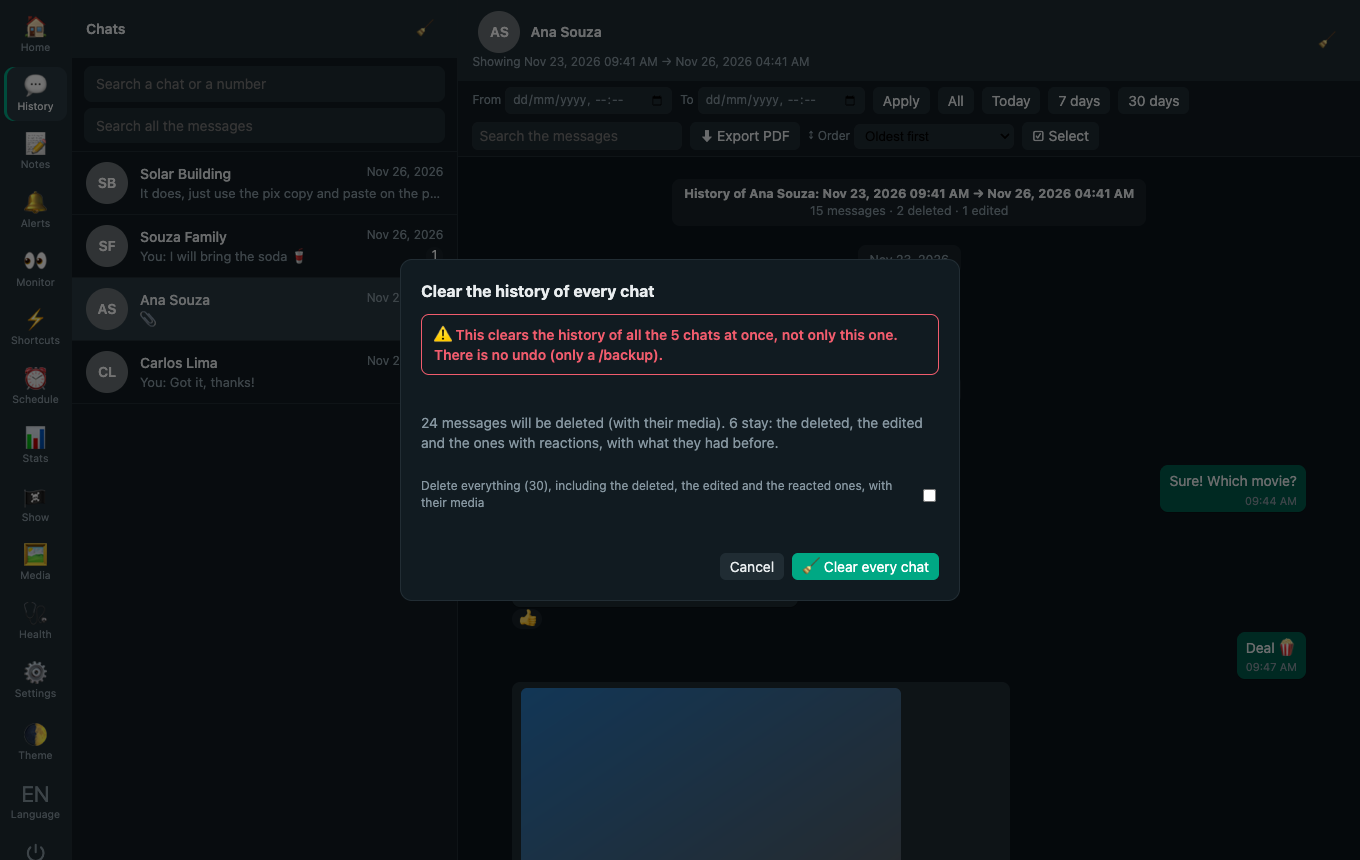 Home
History
Notes
Alerts
Monitor
Shortcuts
Schedule
Stats
Show
Media
Health
Settings
Theme
EN
Language
Chats
Search a chat or a number
Search all the messages
SB
Solar Building
Nov 26, 2026
It does, just use the pix copy and paste on the p...
SF
Souza Family
Nov 26, 2026
You: I will bring the soda 🥤
1
AS
Ana Souza
Nov 2
📎
CL
Carlos Lima
Nov 2
You: Got it, thanks!
AS
Ana Souza
Showing Nov 23, 2026 09:41 AM → Nov 26, 2026 04:41 AM
From dd/mm/yyyy, --:-- To dd/mm/yyyy, --:-- Apply All Today 7 days 30 days
Search the messages ⬇ Export PDF ↕ Order Oldest first ☑ Select
History of Ana Souza: Nov 23, 2026 09:41 AM → Nov 26, 2026 04:41 AM
15 messages · 2 deleted · 1 edited
Nov 23, 2026
Clear the history of every chat
⚠️ This clears the history of all the 5 chats at once, not only this one.
There is no undo (only a /backup).
24 messages will be deleted (with their media). 6 stay: the deleted, the edited
and the ones with reactions, with what they had before.
Delete everything (30), including the deleted, the edited and the reacted ones, with
their media
Cancel
🧹 Clear every chat
Sure! Which movie?
09:44 AM
👍
Deal 🍿
09:47 AM